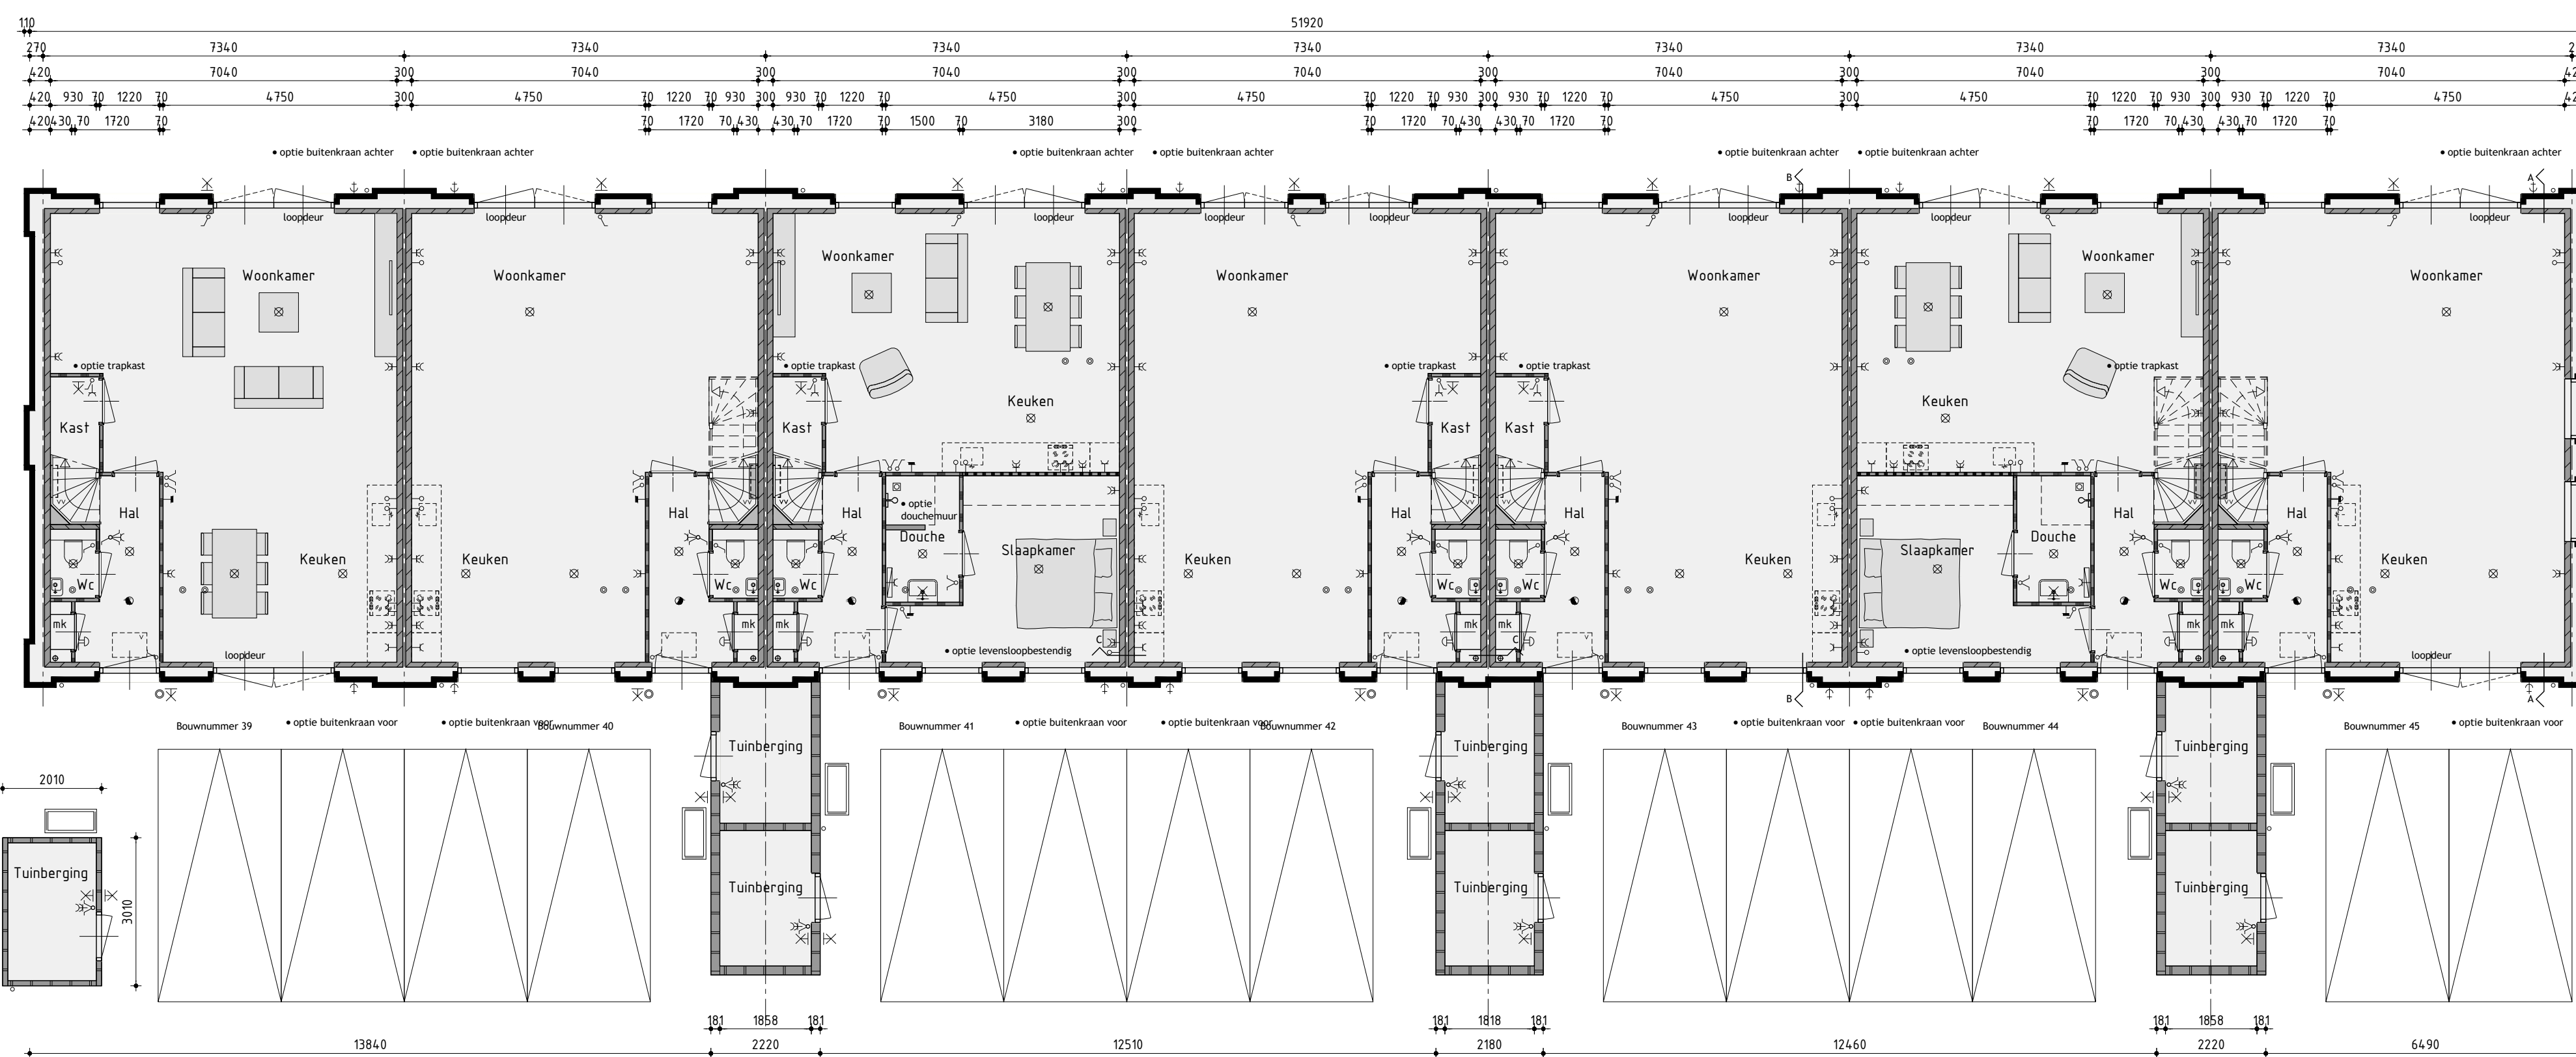 110 51920
270 7340 7340 7340 7340 7340 7340 7340 2
420 7040 300 7040 300 7040 300 7040 300 7040 300 7040 300 7040 42
420 930 70 1220 70 4750 300 4750 70 1220 70 930 300 930 70 1220 70 4750 300 4750 70 1220 70 930 300 930 70 1220 70 4750 300 4750 70 1220 70 930 300 930 70 1220 70 4750 42
420 430 70 1720 70 70 1720 70 430 430 70 1720 70 1500 70 3180 300 70 1720 70 430 430 70 1720 70 70 1720 70 430 430 70 1720 70
• optie buitenkraan achter • optie buitenkraan achter • optie buitenkraan achter • optie buitenkraan achter • optie buitenkraan achter • optie buitenkraan achter • optie buitenkraan achter
B A
loopdeur loopdeur loopdeur loopdeur loopdeur loopdeur loopdeur loopdeur
Woonkamer Woonkamer Woonkamer Woonkamer Woonkamer Woonkamer Woonkamer
• optie trapkast • optie trapkast • optie trapkast • optie trapkast • optie trapkast
Keuken Keuken
Kast Kast Kast Kast
• optie
douchemuur
Hal Hal Hal Hal Hal Hal Hal
Douche Douche
Slaapkamer Slaapkamer
Keuken Keuken Keuken Keuken Keuken
Wc Wc Wc Wc Wc Wc Wc
mk mk mk mk mk mk mk
C C
loopdeur • optie levensloopbestendig • optie levensloopbestendig loopdeur
B A
Bouwnummer 39 • optie buitenkraan voor • optie buitenkraan voor Bouwnummer 40 Bouwnummer 41 • optie buitenkraan voor • optie buitenkraan voor Bouwnummer 42 Bouwnummer 43 • optie buitenkraan voor • optie buitenkraan voor Bouwnummer 44 Bouwnummer 45 • optie buitenkraan voor
Tuinberging Tuinberging Tuinberging
2010
Tuinberging Tuinberging Tuinberging Tuinberging
3010
181 1858 181 181 1818 181 181 1858 181
13840 2220 12510 2180 12460 2220 6490